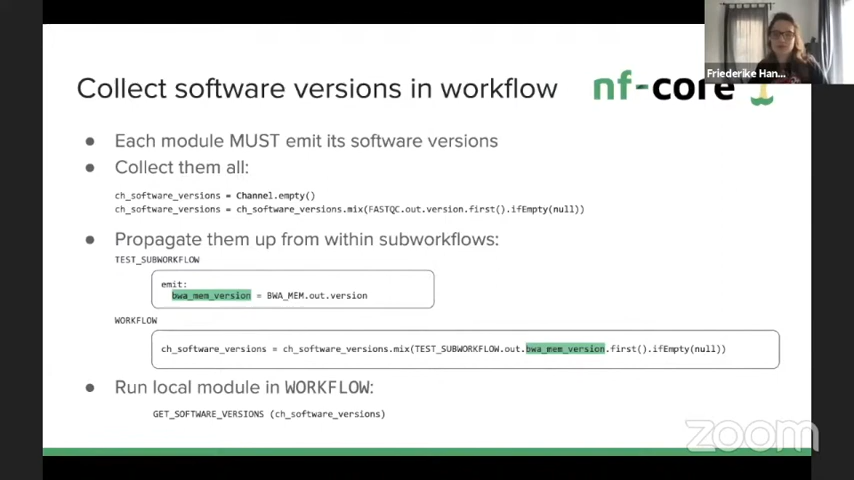 Friederike Han...
Collect software versions in workflow
nf-core
Each module MUST emit its software versions
Collect them all:
ch_software_versions = Channel.empty()
ch_software_versions = ch_software_versions.mix(FASTQC.out.version.first().ifEmpty(null))
Propagate them up from within subworkflows:
TEST_SUBWORKFLOW
emit:
bwa_mem_version = BWA_MEM.out.version
WORKFLOW
ch_software_versions = ch_software_versions.mix(TEST_SUBWORKFLOW.out.bwa_mem_version.first().ifEmpty(null))
Run local module in WORKFLOW:
GET_SOFTWARE_VERSIONS (ch_software_versions)
zoom